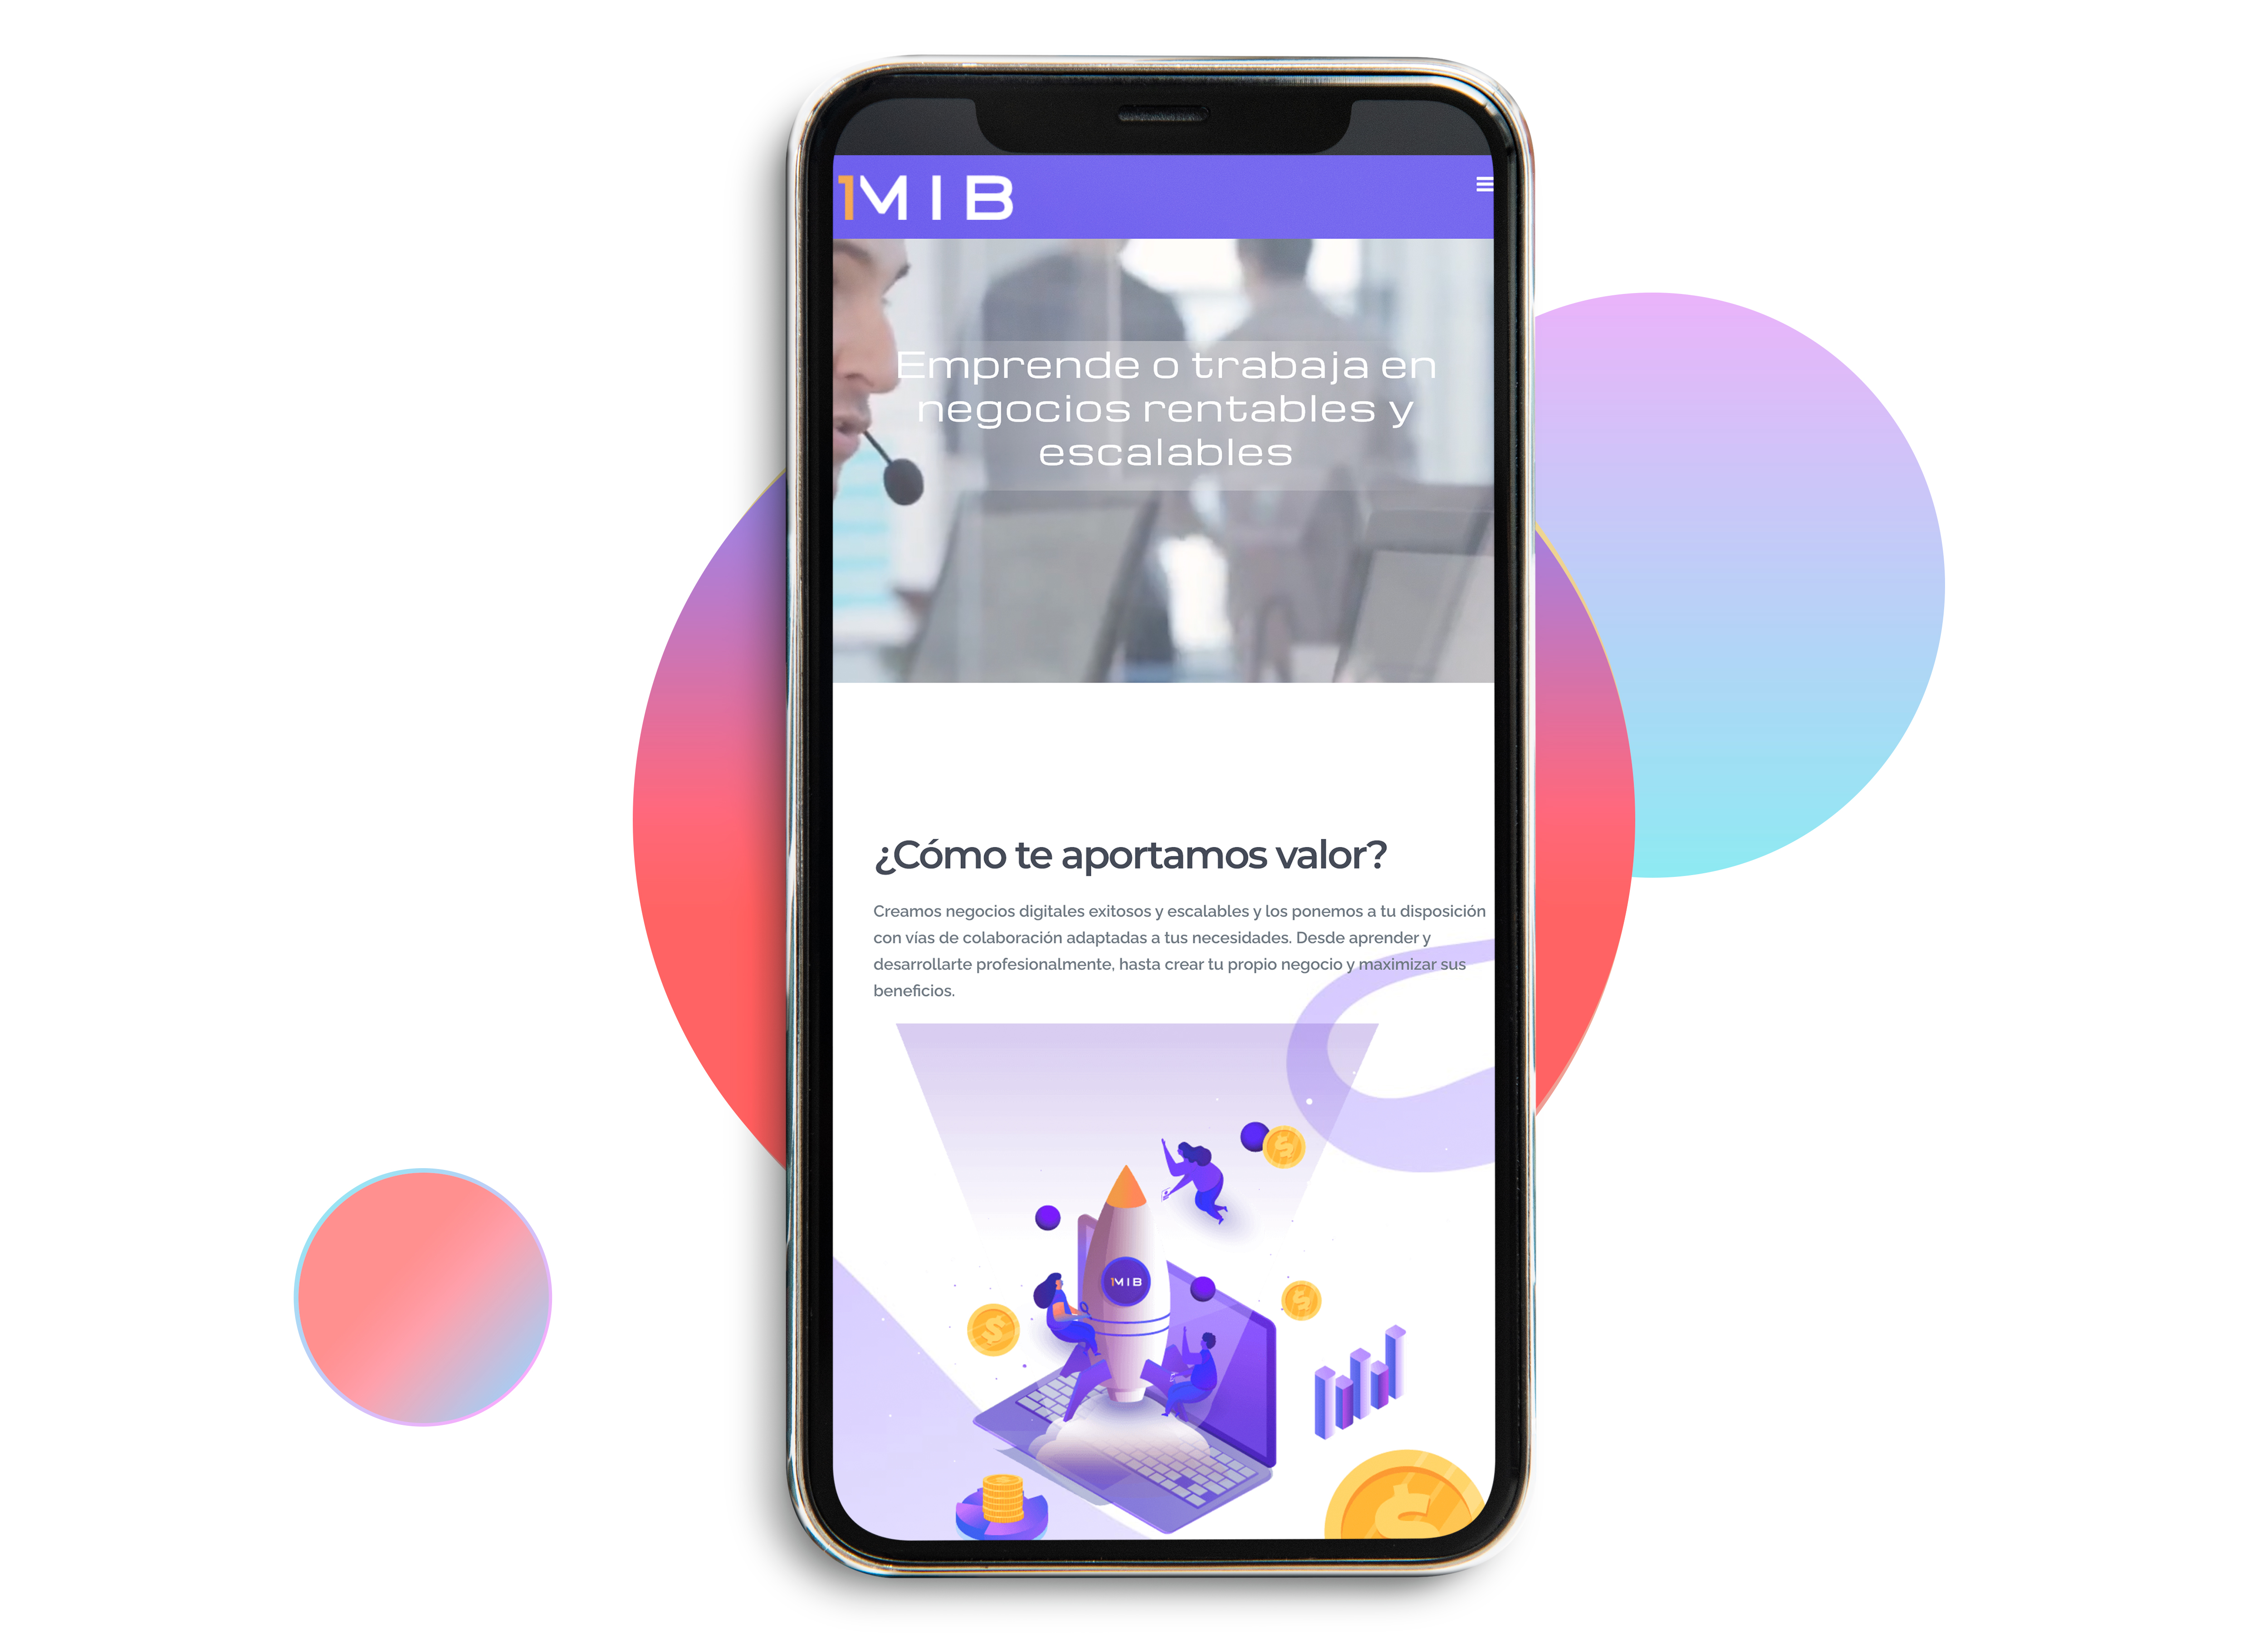 1MIB
Emprende o trabaja en
negocios rentables y
escalables
¿Cómo te aportamos valor?
Creamos negocios digitales exitosos y escalables y los ponemos a tu disposición
con vías de colaboración adaptadas a tus necesidades. Desde aprender y
desarrollarte profesionalmente, hasta crear tu propio negocio y maximizar sus
beneficios.
$
1MIB
$
$
$